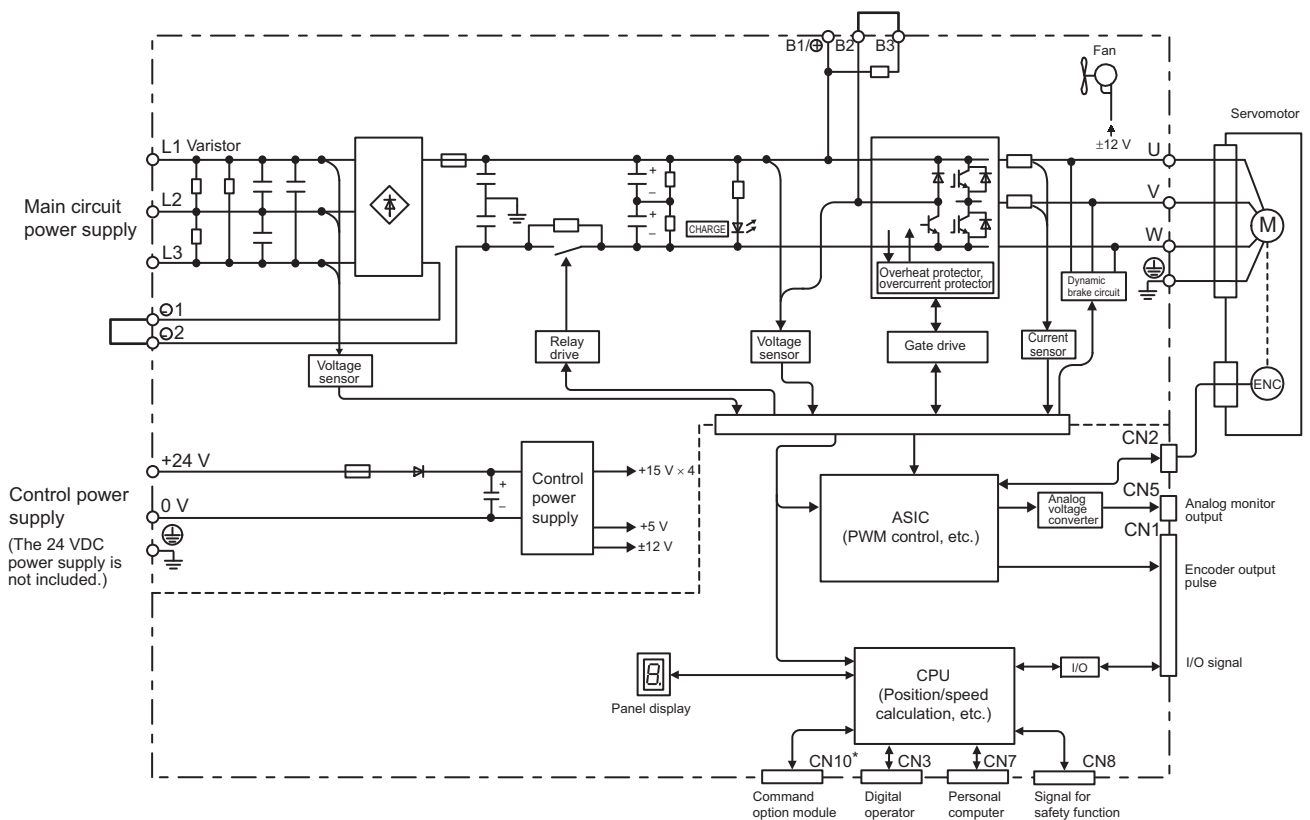 B1/⊕
B2
B3
Fan
±12 V
Servomotor
L1
Varistor
L2
L3
Main circuit
power supply
⊖1
⊖2
CHARGE
Overheat protector,
overcurrent protector
U
V
W
M
Dynamic
brake circuit
Voltage
sensor
Relay
drive
Voltage
sensor
Gate drive
Current
sensor
ENC
CN2
+24 V
0 V
Control power
supply
(The 24 VDC
power supply is
not included.)
+
–
+
–
+
–
Control
power
supply
+15 V × 4
+5 V
±12 V
ASIC
(PWM control, etc.)
Analog
voltage
converter
CN5
Analog monitor
output
CN1
Encoder output
pulse
I/O
I/O signal
8.
Panel display
CPU
(Position/speed
calculation, etc.)
CN10*
CN3
CN7
CN8
Command
option module
Digital
operator
Personal
computer
Signal for
safety function